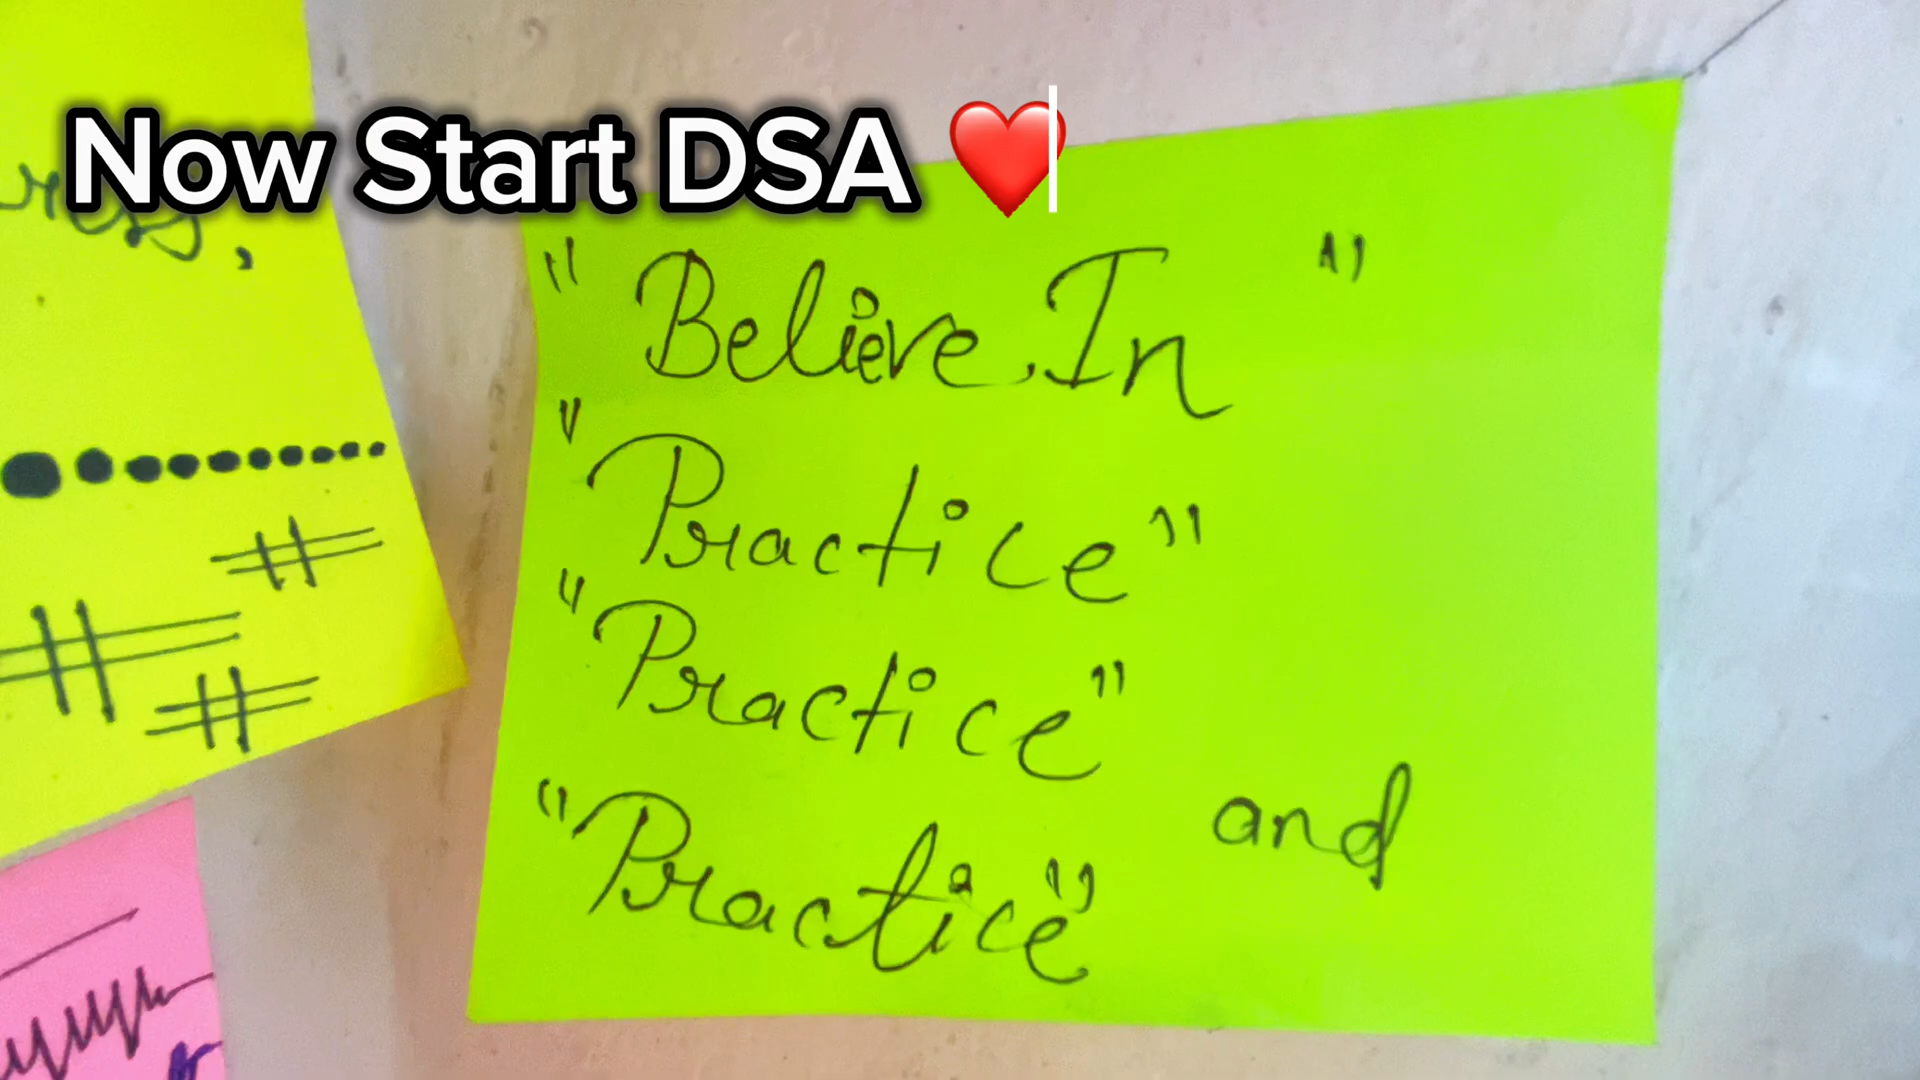 Now Start DSA ❤️
"Believe In"
"Practice"
"Practice"
and
"Practice"